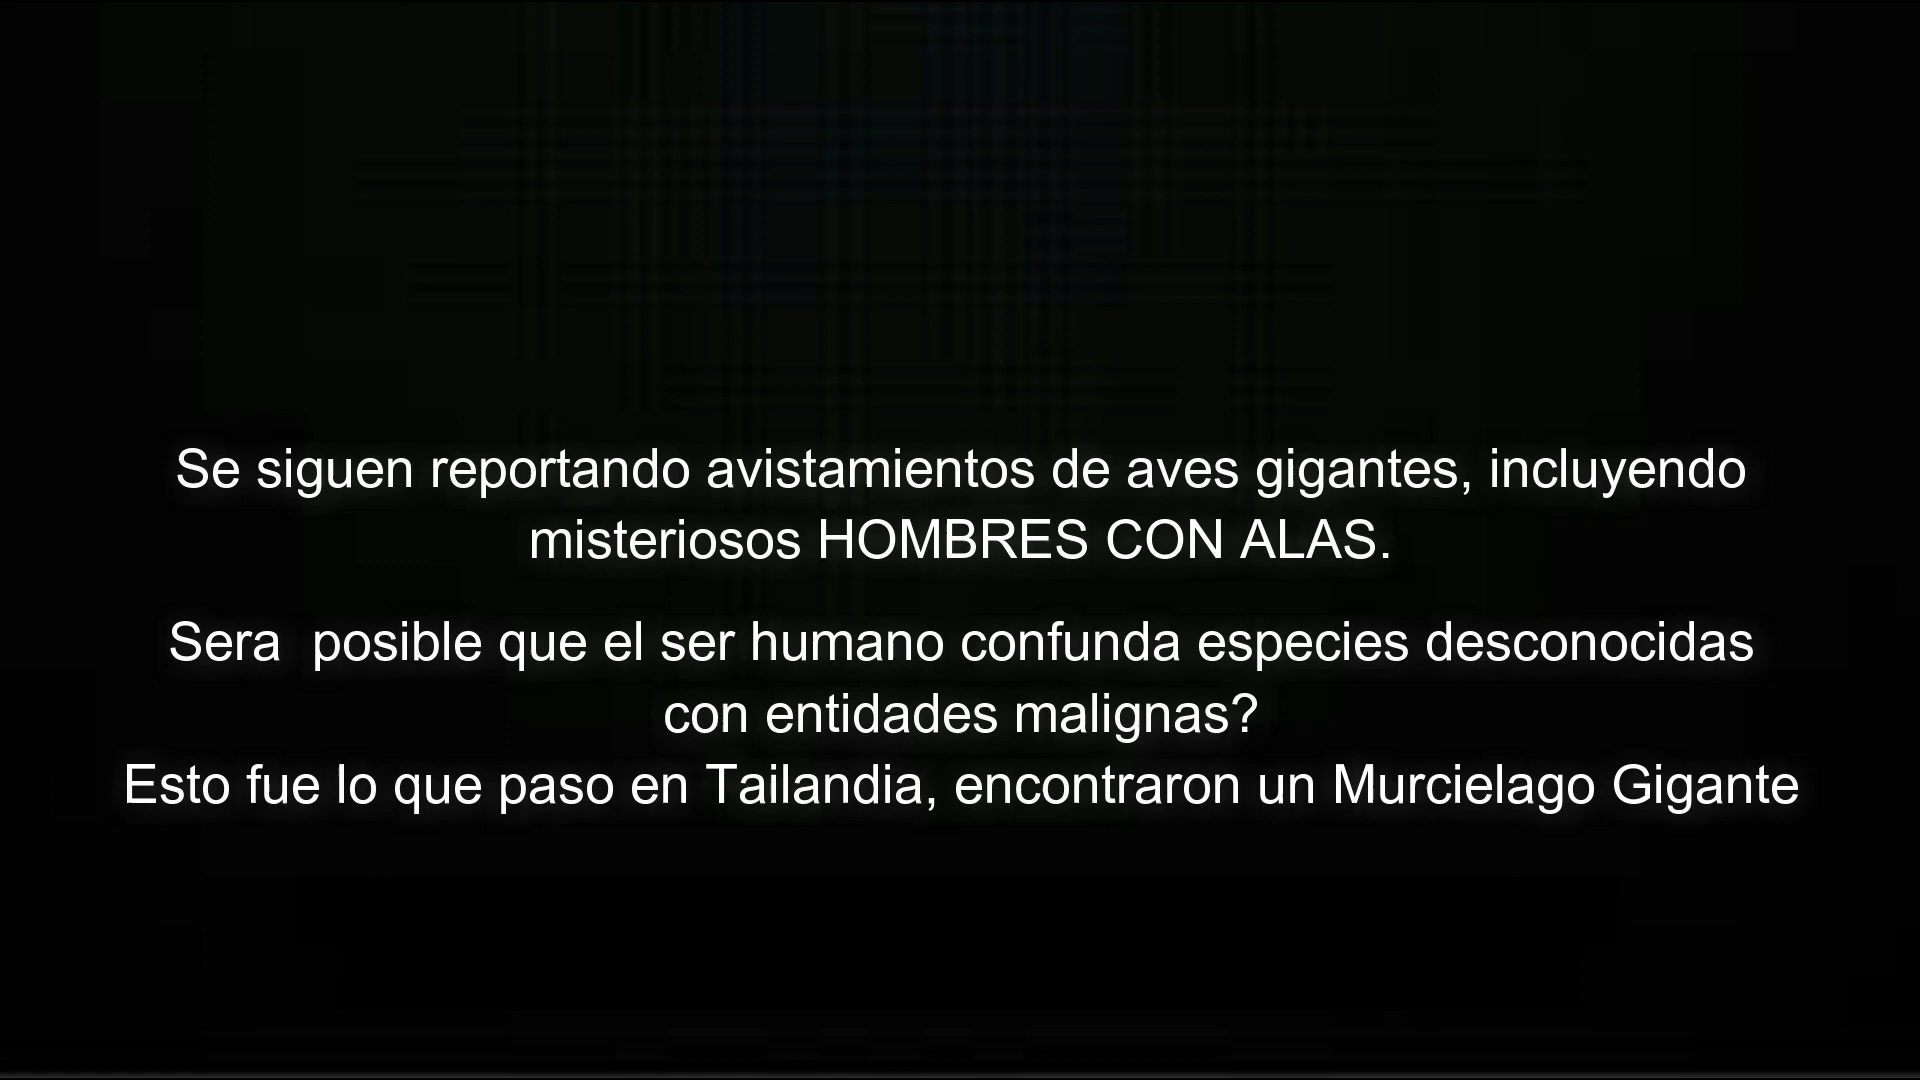 Se siguen reportando avistamientos de aves gigantes, incluyendo
misteriosos HOMBRES CON ALAS.
Sera  posible que el ser humano confunda especies desconocidas
con entidades malignas?
Esto fue lo que paso en Tailandia, encontraron un Murcielago Gigante